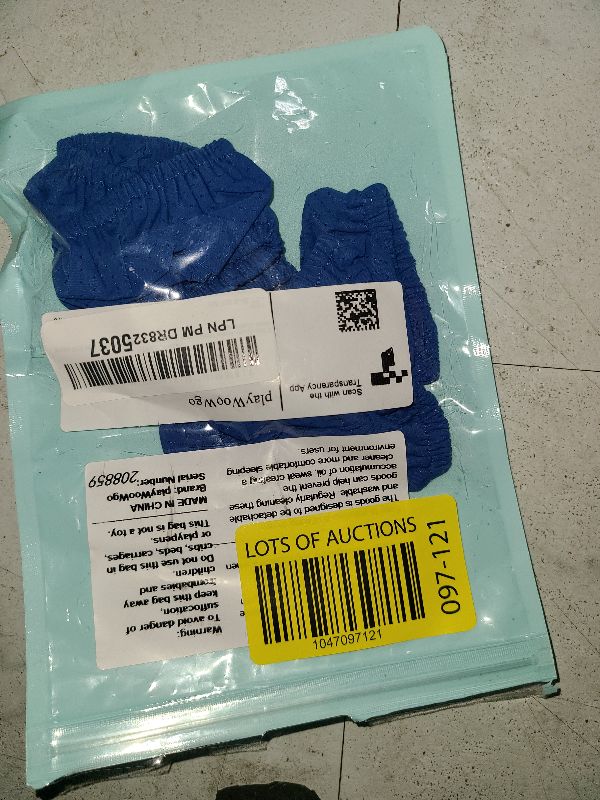 LPN PM DR8325037
playWooWgo
Scan with the
Transparency App
The goods is designed to be detachable
and washable. Regularly cleaning these
goods can help prevent the
accumulation of oil, sweat, creating a
cleaner and more comfortable sleeping
environment for users
MADE IN CHINA
Brand: playWooWgo
Serial Number: 208859
Warning:
To avoid danger of
suffocation,
keep this bag away
frombabies and
children.
Do not use this bag in
cribs, beds, carriages,
or playpens.
This bag is not a toy.
LOTS OF AUCTIONS
1047097121
097-121